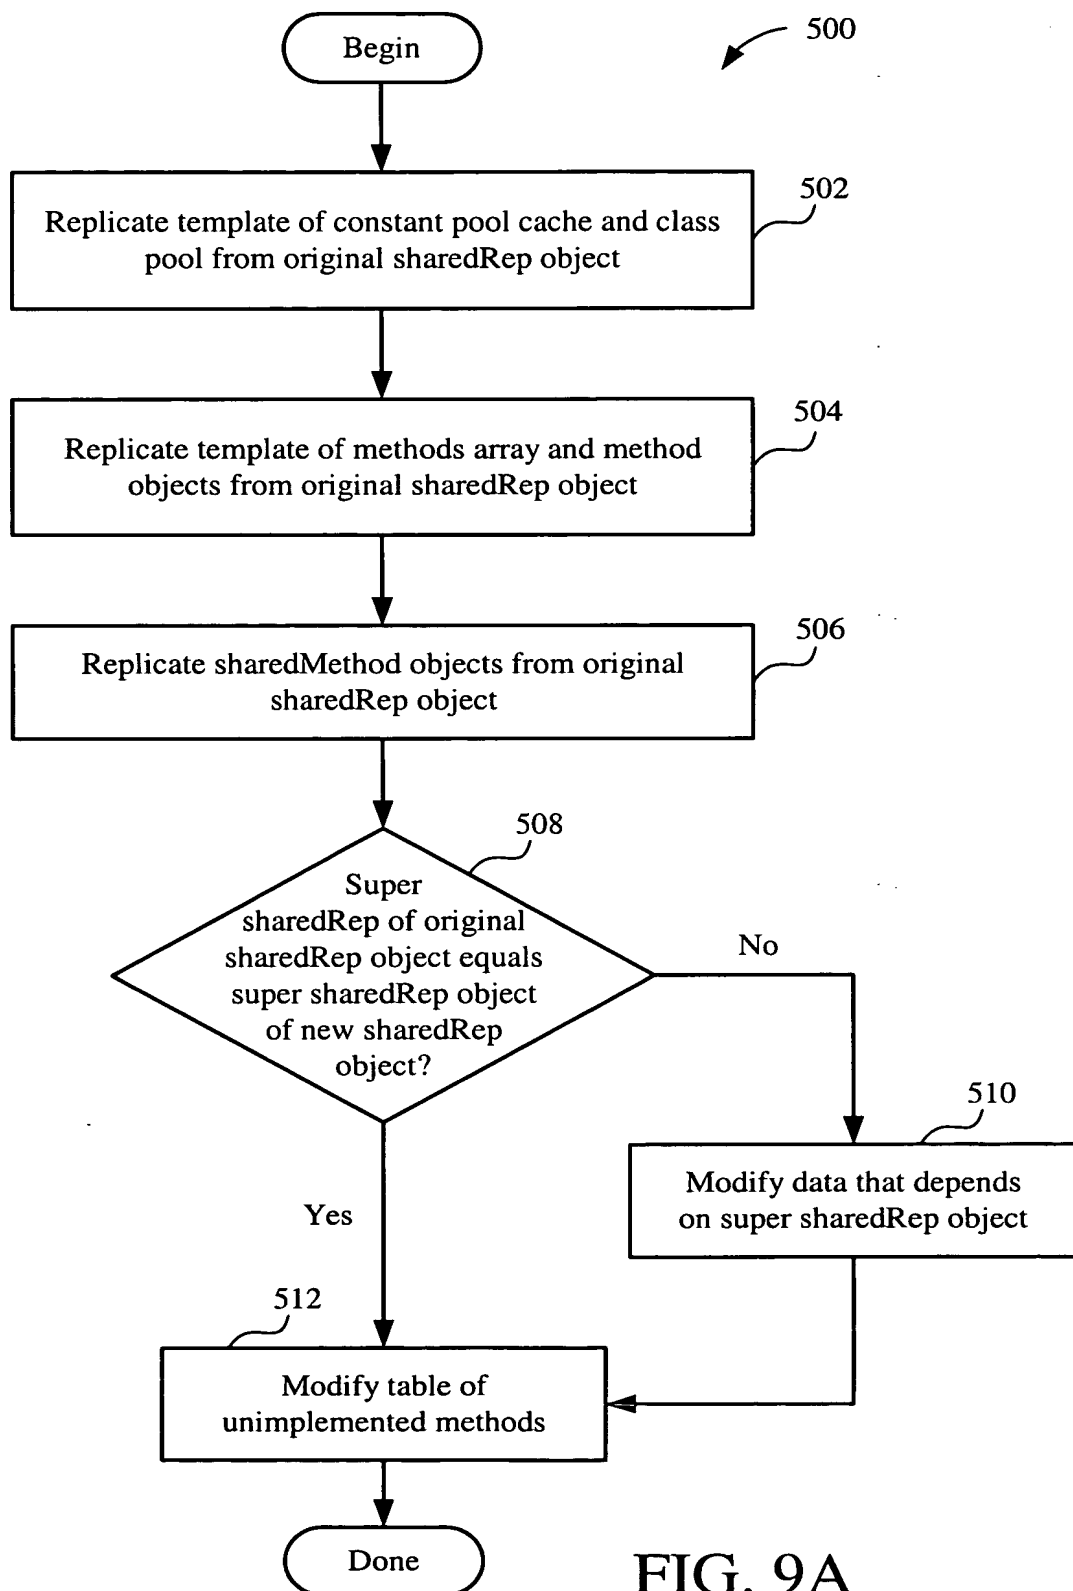 Begin
500
502
Replicate template of constant pool cache and class
pool from original sharedRep object
504
Replicate template of methods array and method
objects from original sharedRep object
506
Replicate sharedMethod objects from original
sharedRep object
508
Super
sharedRep of original
sharedRep object equals
super sharedRep object
of new sharedRep
object?
No
510
Modify data that depends
on super sharedRep object
Yes
512
Modify table of
unimplemented methods
Done
FIG. 9A